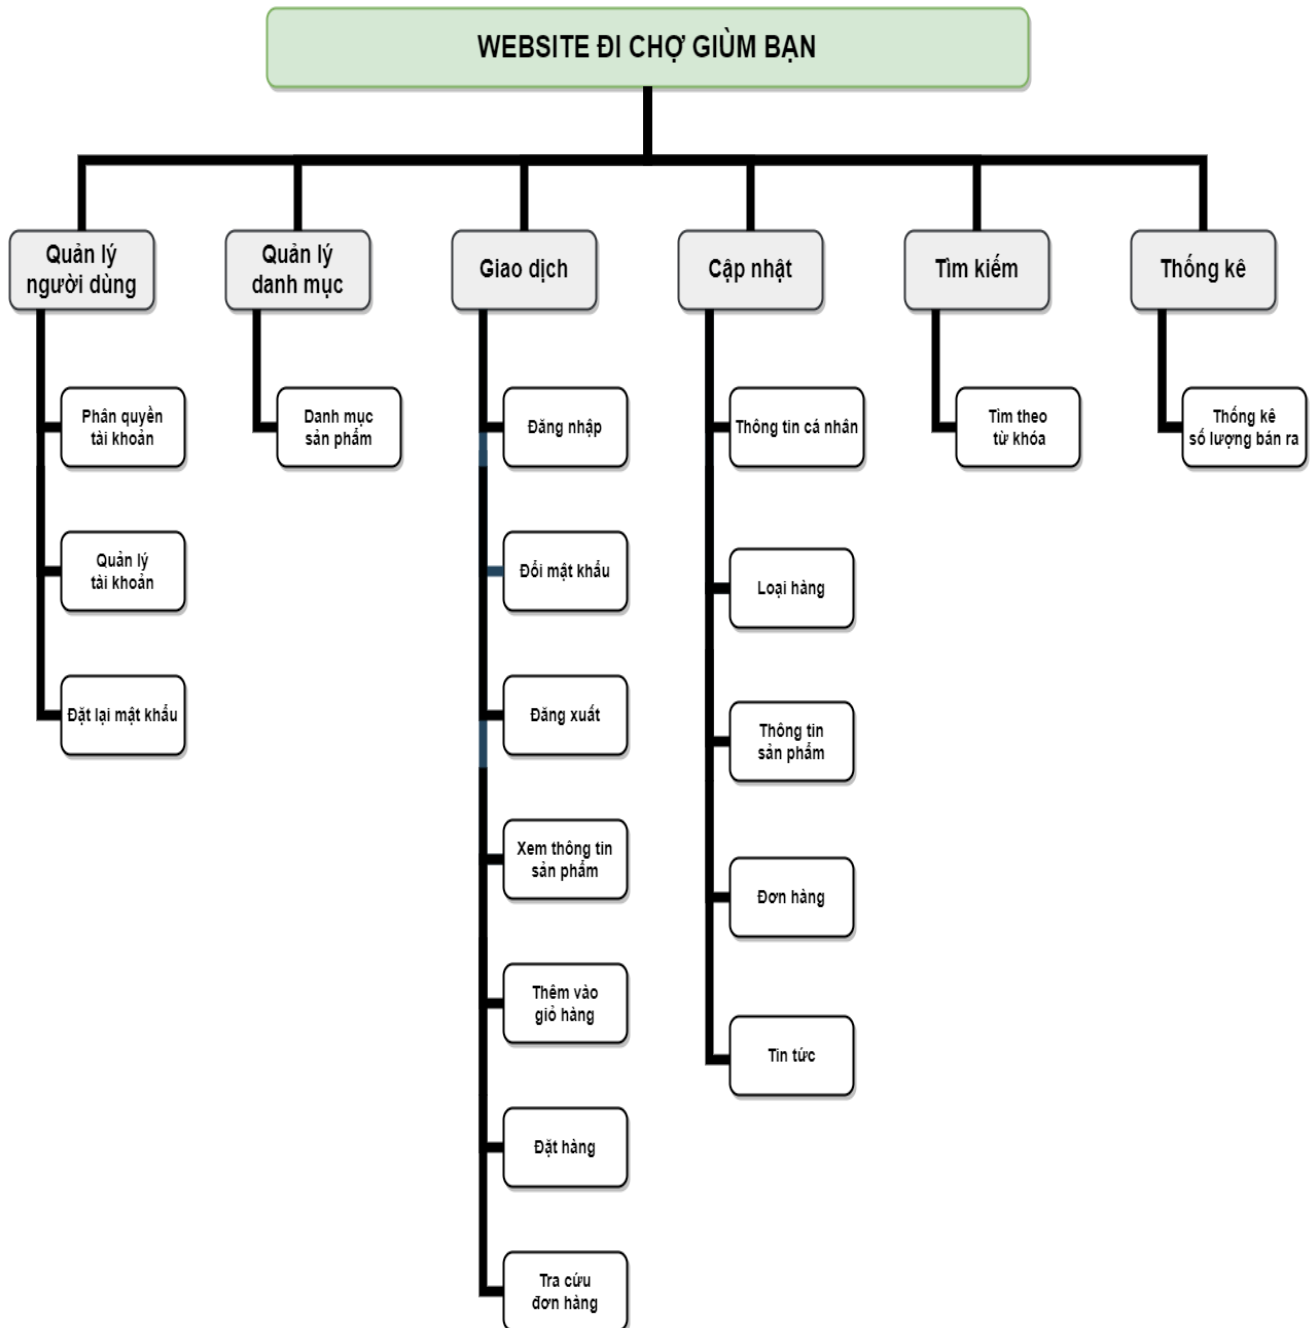 WEBSITE ĐI CHỢ GIÙM BẠN
Quản lý
người dùng
Quản lý
danh mục
Giao dịch
Cập nhật
Tìm kiếm
Thống kê
Phân quyền
tài khoản
Quản lý
tài khoản
Đặt lại mật khẩu
Danh mục
sản phẩm
Đăng nhập
Đổi mật khẩu
Đăng xuất
Xem thông tin
sản phẩm
Thêm vào
giỏ hàng
Đặt hàng
Tra cứu
đơn hàng
Thông tin cá nhân
Loại hàng
Thông tin
sản phẩm
Đơn hàng
Tin tức
Tìm theo
từ khóa
Thống kê
số lượng bán ra